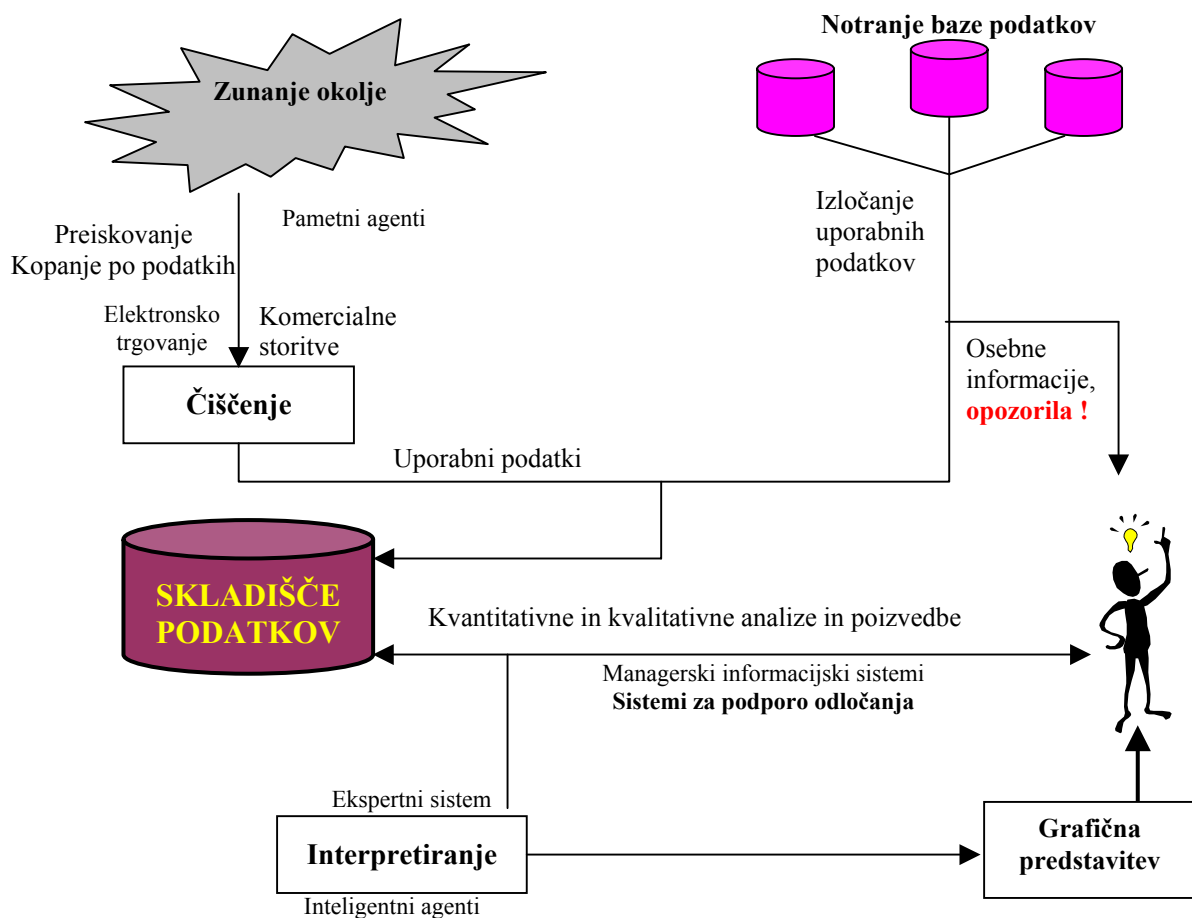 Notranje baze podatkov
Zunanje okolje
Pametni agenti
Preiskovanje
Kopanje po podatkih
Elektronsko
trgovanje
Komercialne
storitve
Izločanje
uporabnih
podatkov
Osebne
informacije,
opozorila !
Čiščenje
Uporabni podatki
SKLADIŠČE
PODATKOV
Kvantitativne in kvalitativne analize in poizvedbe
Managerski informacijski sistemi
Sistemi za podporo odločanja
Ekspertni sistem
Interpretiranje
Inteligentni agenti
Grafična
predstavitev